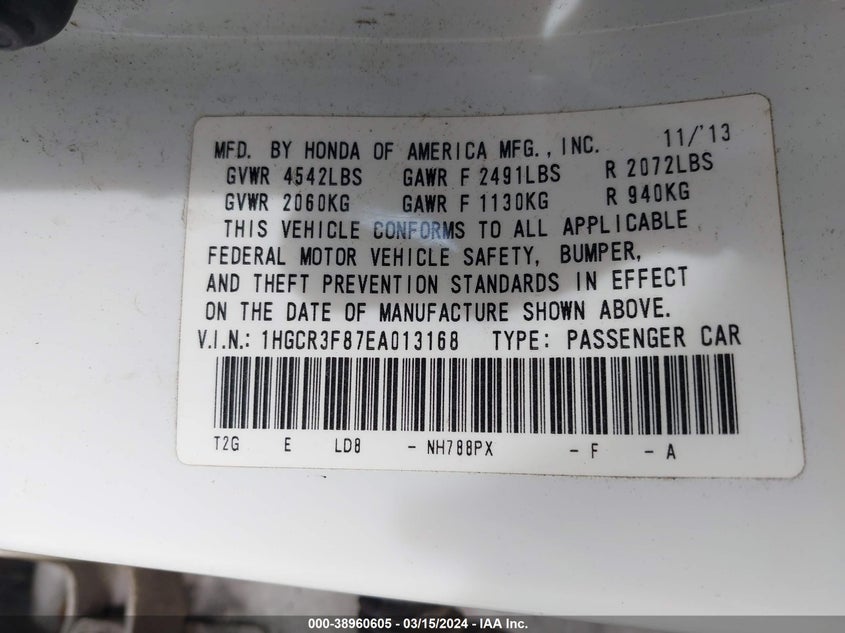 MFD. BY HONDA OF AMERICA MFG., INC. 11/'13
GVWR 4542LBS GAWR F 2491LBS R 2072LBS
GVWR 2060KG GAWR F 1130KG R 940KG
THIS VEHICLE CONFORMS TO ALL APPLICABLE
FEDERAL MOTOR VEHICLE SAFETY, BUMPER,
AND THEFT PREVENTION STANDARDS IN EFFECT
ON THE DATE OF MANUFACTURE SHOWN ABOVE.
V.I.N.: 1HGCR3F87EA013168 TYPE: PASSENGER CAR
T2G E LD8 - NH788PX - F - A
000-38960605 - 03/15/2024 - IAA Inc.